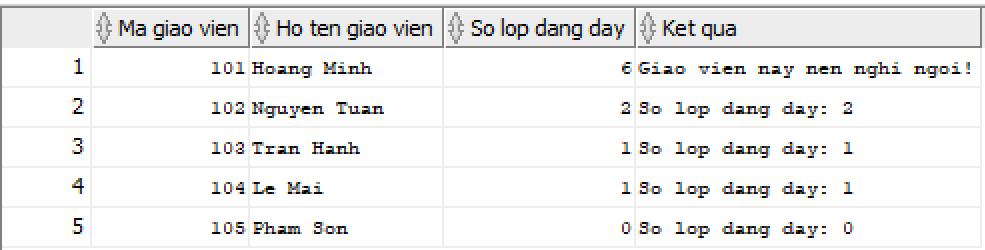 Ma giao vien Ho ten giao vien So lop dang day Ket qua
1 101 Hoang Minh 6 Giao vien nay nen nghi ngoi!
2 102 Nguyen Tuan 2 So lop dang day: 2
3 103 Tran Hanh 1 So lop dang day: 1
4 104 Le Mai 1 So lop dang day: 1
5 105 Pham Son 0 So lop dang day: 0